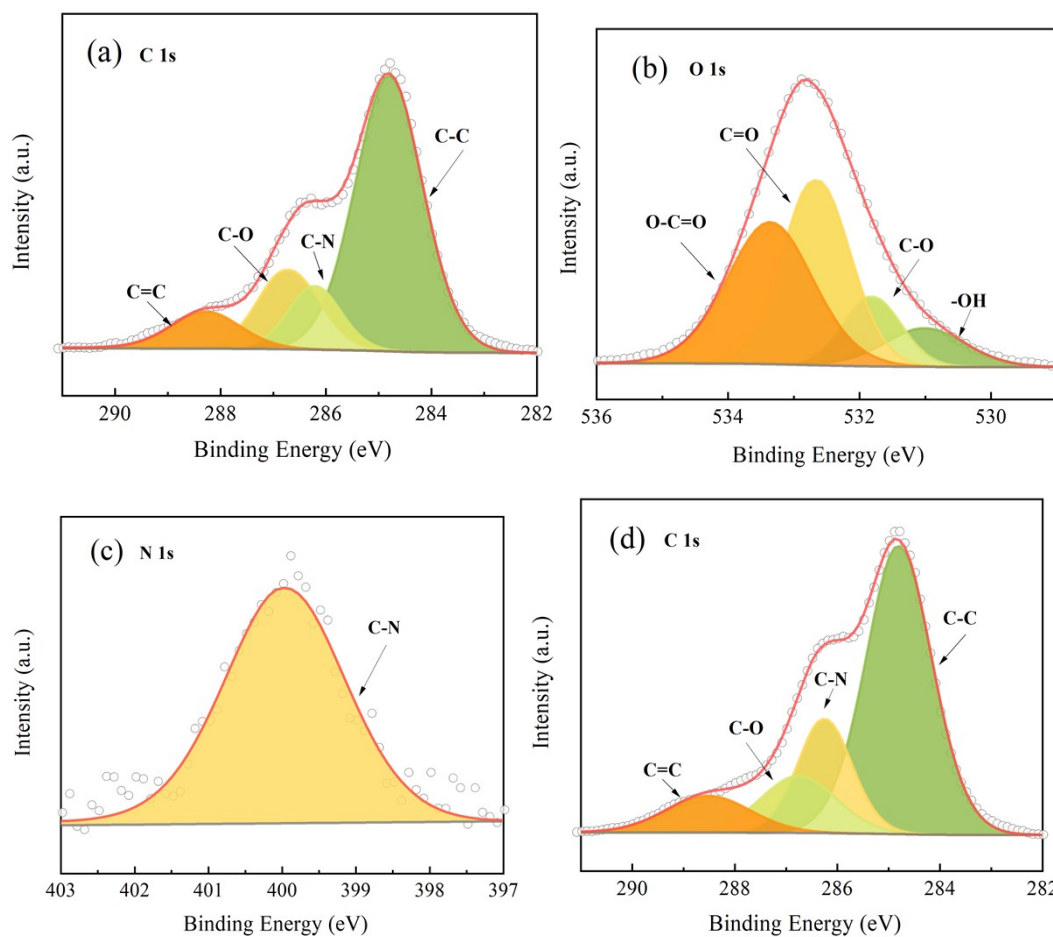 (a) C 1s
C-C
C-O
C-N
C=C
Intensity (a.u.)
290 288 286 284 282
Binding Energy (eV)
(b) O 1s
C=O
O-C=O
C-O
-OH
Intensity (a.u.)
536 534 532 530
Binding Energy (eV)
(c) N 1s
C-N
Intensity (a.u.)
403 402 401 400 399 398 397
Binding Energy (eV)
(d) C 1s
C-C
C-N
C-O
C=C
Intensity (a.u.)
290 288 286 284 282
Binding Energy (eV)